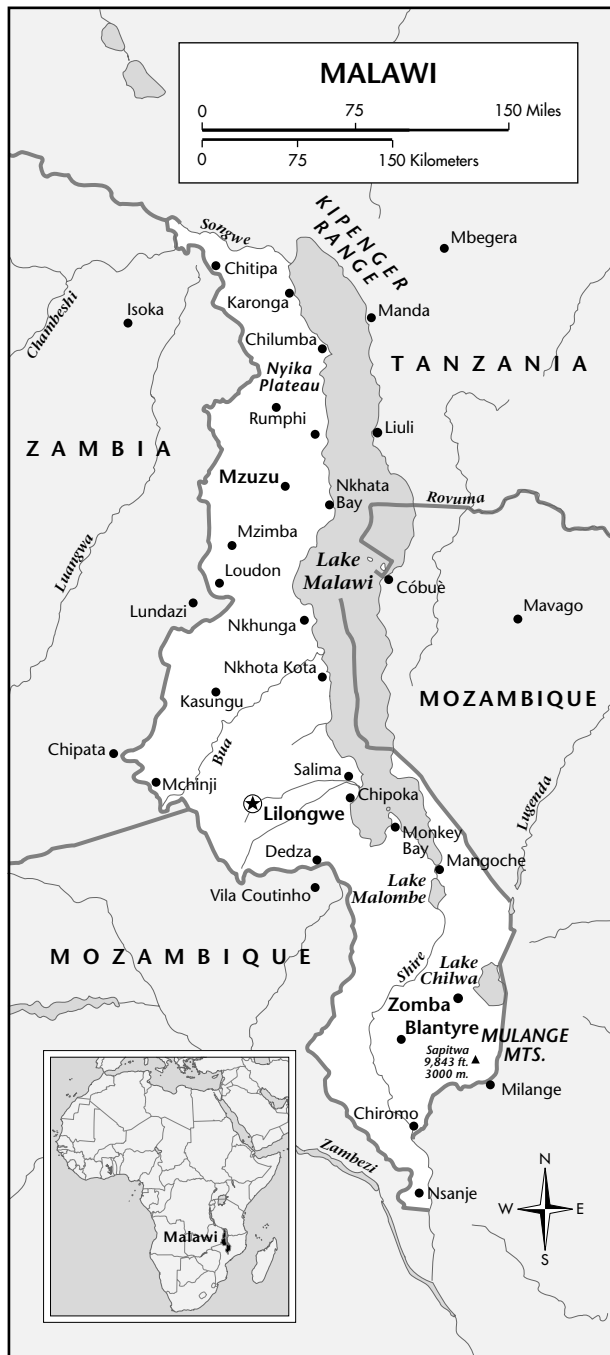 MALAWI
0 75 150 Miles
0 75 150 Kilometers
KIPENGER
RANGE
Songwe
Mbegera
Chitipa
Karonga
Isoka
Manda
Chambeshi
Chilumba
TANZANIA
Nyika
Plateau
Rumphi
Liuli
ZAMBIA
Mzuzu
Nkhata
Bay
Rovuma
Luangwa
Mzimba
Lake
Malawi
Loudon
Cóbuè
Lundazi
Mavago
Nkhunga
Nkhota Kota
Kasungu
MOZAMBIQUE
Bua
Chipata
Salima
Mchinji
Chipoka
Lilongwe
Lugenda
Monkey
Bay
Dedza
Mangoche
Vila Coutinho
Lake
Malombe
MOZAMBIQUE
Shire
Lake
Chilwa
Zomba
Blantyre
MULANGE
MTS.
Sapitwa
9,843 ft.
3000 m.
Milange
Chiromo
Zambezi
Nsanje
N
W E
S
Malawi